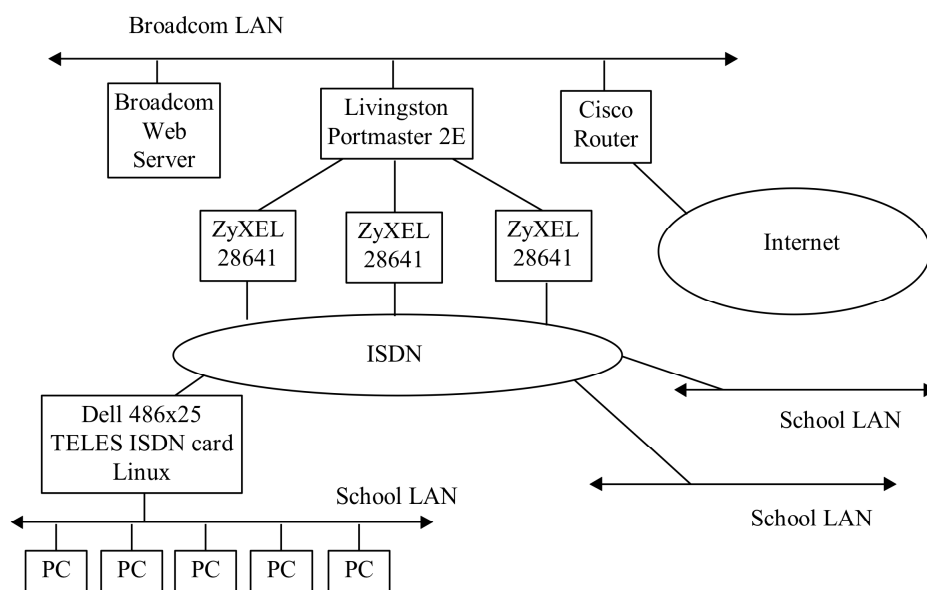 Broadcom LAN
Broadcom
Web
Server
Livingston
Portmaster 2E
Cisco
Router
ZyXEL
28641
ZyXEL
28641
ZyXEL
28641
Internet
ISDN
Dell 486x25
TELES ISDN card
Linux
School LAN
School LAN
School LAN
PC
PC
PC
PC
PC